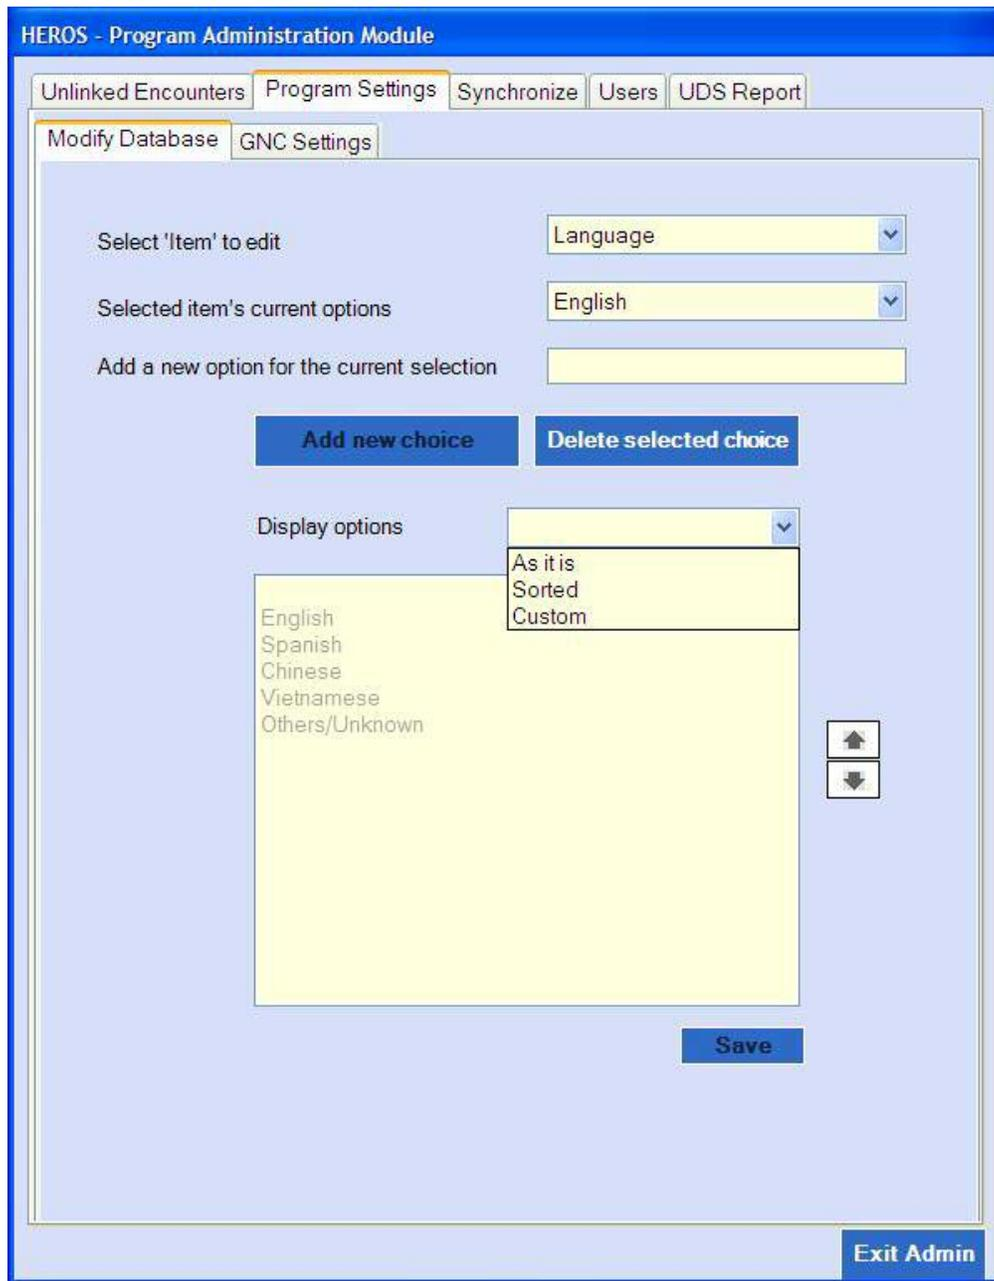 HEROS - Program Administration Module
Unlinked Encounters Program Settings Synchronize Users UDS Report
Modify Database GNC Settings
Select 'Item' to edit Language
Selected item's current options English
Add a new option for the current selection
Add new choice Delete selected choice
Display options
As it is
Sorted
Custom
English
Spanish
Chinese
Vietnamese
Others/Unknown
Save
Exit Admin